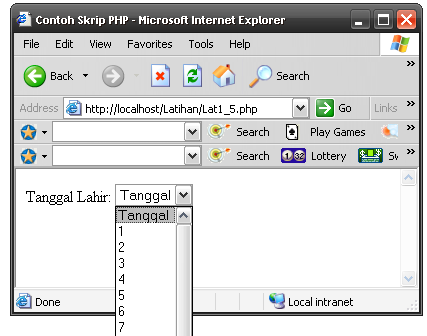 Contoh Skrip PHP - Microsoft Internet Explorer
File Edit View Favorites Tools Help »
Back Search »
Address http://localhost/Latihan/Lat1_5.php Go Links »
Search Play Games »
Search 1 32 Lottery »
Tanggal Lahir: Tanggal
Tanggal
1
2
3
4
5
6
7
Done Local intranet